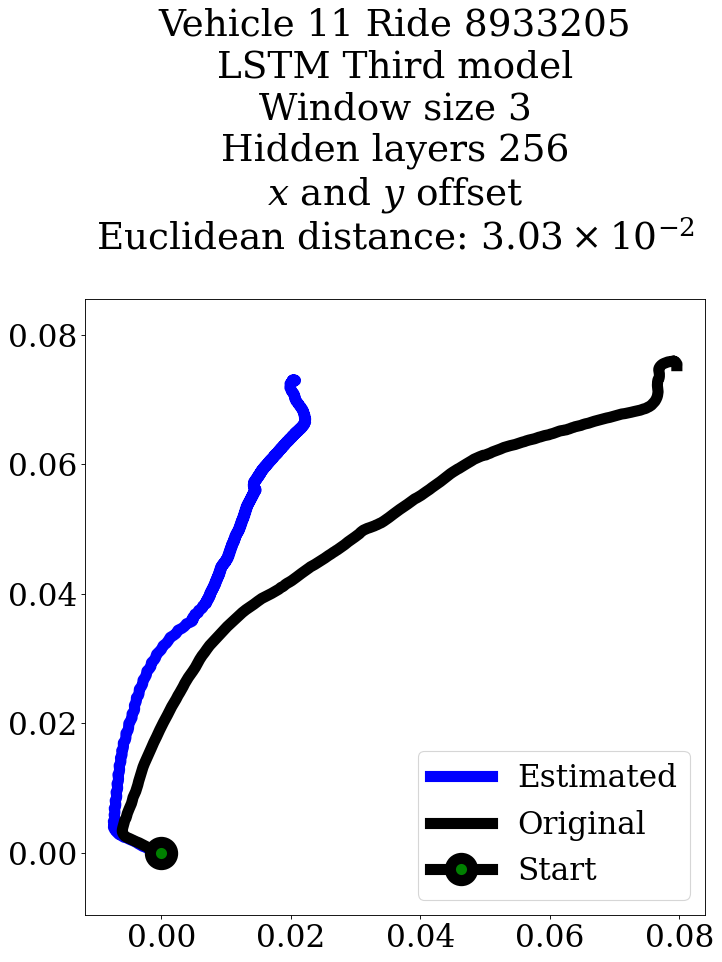 Vehicle 11 Ride 8933205
LSTM Third model
Window size 3
Hidden layers 256
x and y offset
Euclidean distance: 3.03 × 10⁻²
0.08
0.06
0.04
0.02
0.00
Estimated
Original
Start
0.00 0.02 0.04 0.06 0.08